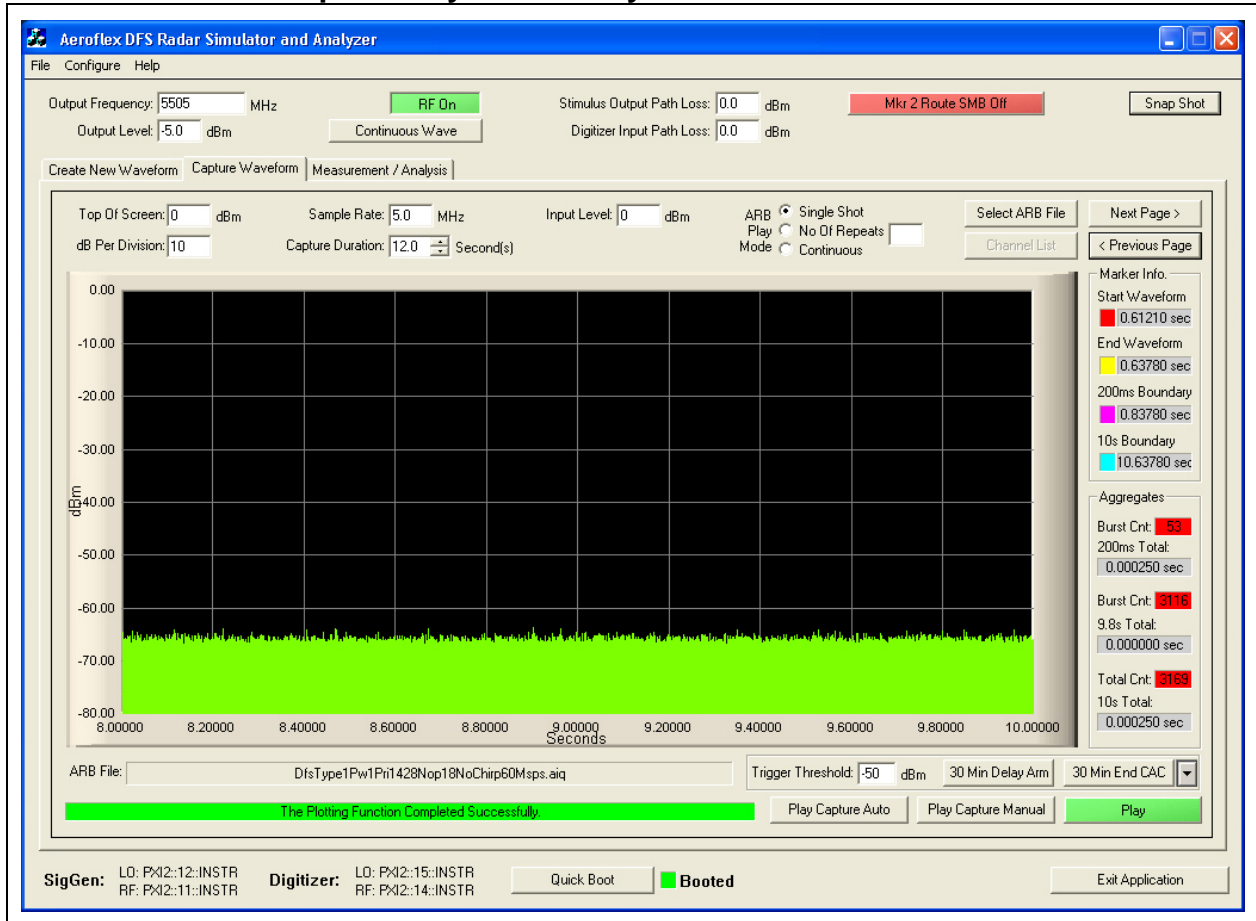 Aeroflex DFS Radar Simulator and Analyzer
File Configure Help
Output Frequency: 5505 MHz RF On Stimulus Output Path Loss: 0.0 dBm Mkr 2 Route SMB Off Snap Shot
Output Level: -5.0 dBm Continuous Wave Digitizer Input Path Loss: 0.0 dBm
Create New Waveform Capture Waveform Measurement / Analysis
Top Of Screen: 0 dBm Sample Rate: 5.0 MHz Input Level: 0 dBm ARB Play Mode Single Shot Select ARB File Next Page >
No Of Repeats
dB Per Division: 10 Capture Duration: 12.0 Second(s) Continuous Channel List < Previous Page
0.00
-10.00
-20.00
-30.00
-40.00
-50.00
-60.00
-70.00
-80.00
dBm
8.00000 8.20000 8.40000 8.60000 8.80000 9.00000 9.20000 9.40000 9.60000 9.80000 10.00000
Seconds
Marker Info.
Start Waveform
0.61210 sec
End Waveform
0.63780 sec
200ms Boundary
0.83780 sec
10s Boundary
10.63780 sec
Aggregates
Burst Cnt: 53
200ms Total:
0.000250 sec
Burst Cnt: 3116
9.8s Total:
0.000000 sec
Total Cnt: 3169
10s Total:
0.000250 sec
ARB File: DfsType1Pw1Pri1428Nop18NoChirp60Msps.aiq Trigger Threshold: -50 dBm 30 Min Delay Arm 30 Min End CAC
The Plotting Function Completed Successfully. Play Capture Auto Play Capture Manual Play
SigGen: LO: PXI2::12::INSTR Digitizer: LO: PXI2::15::INSTR Quick Boot Booted Exit Application
RF: PXI2::11::INSTR RF: PXI2::14::INSTR